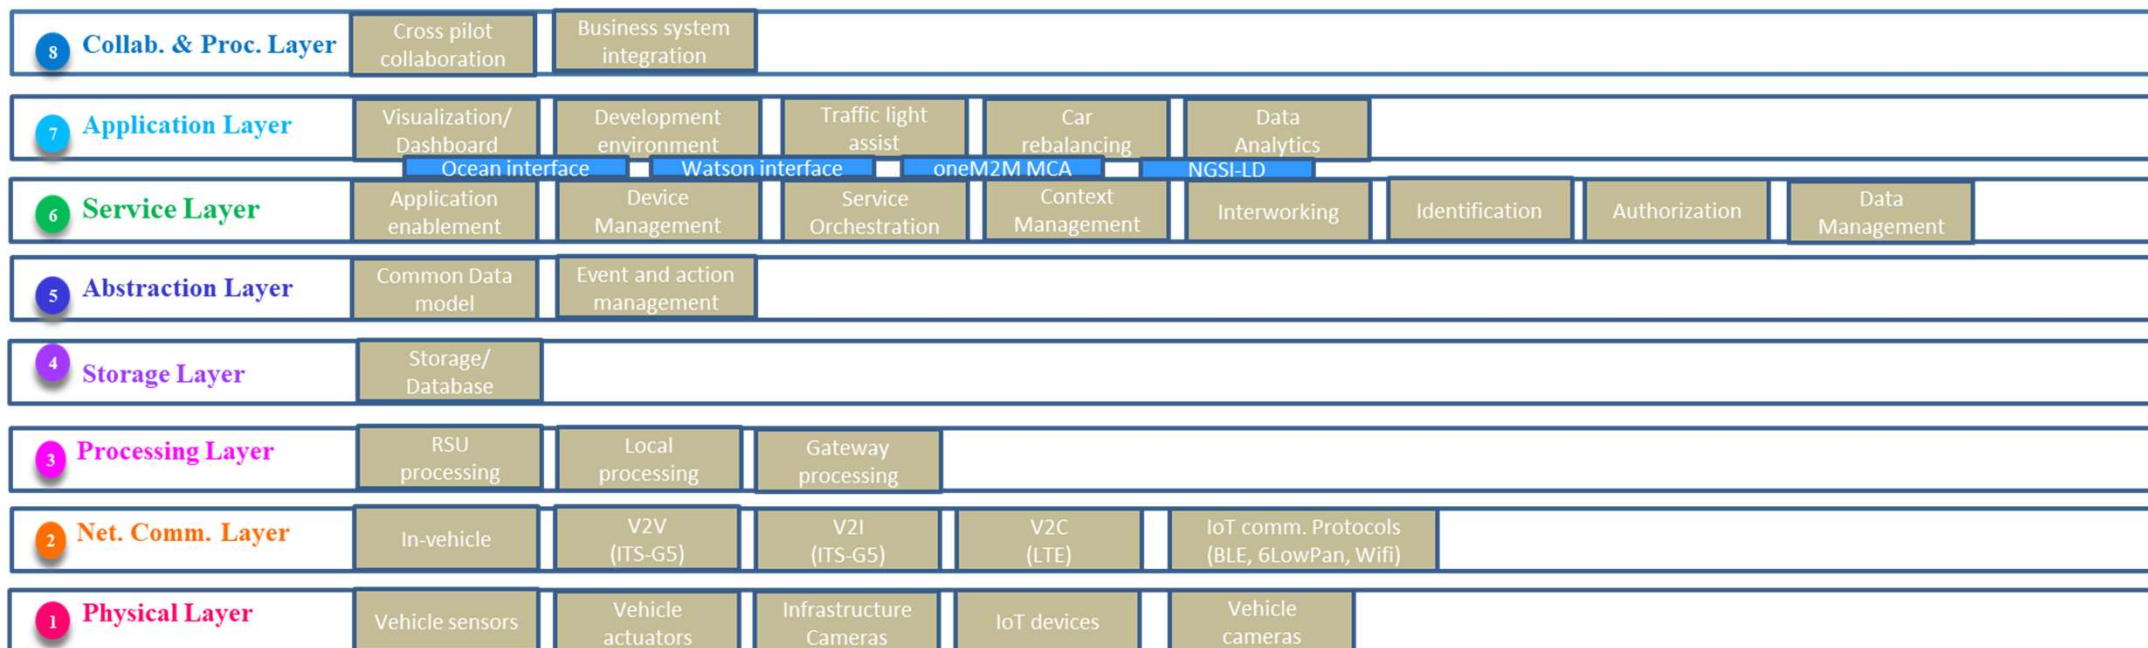 8 Collab. & Proc. Layer
Cross pilot
collaboration
Business system
integration
7 Application Layer
Visualization/
Dashboard
Development
environment
Traffic light
assist
Car
rebalancing
Data
Analytics
Ocean interface
Watson interface
oneM2M MCA
NGSI-LD
6 Service Layer
Application
enablement
Device
Management
Service
Orchestration
Context
Management
Interworking
Identification
Authorization
Data
Management
5 Abstraction Layer
Common Data
model
Event and action
management
4 Storage Layer
Storage/
Database
3 Processing Layer
RSU
processing
Local
processing
Gateway
processing
2 Net. Comm. Layer
In-vehicle
V2V
(ITS-G5)
V2I
(ITS-G5)
V2C
(LTE)
IoT comm. Protocols
(BLE, 6LowPan, Wifi)
1 Physical Layer
Vehicle sensors
Vehicle
actuators
Infrastructure
Cameras
IoT devices
Vehicle
cameras